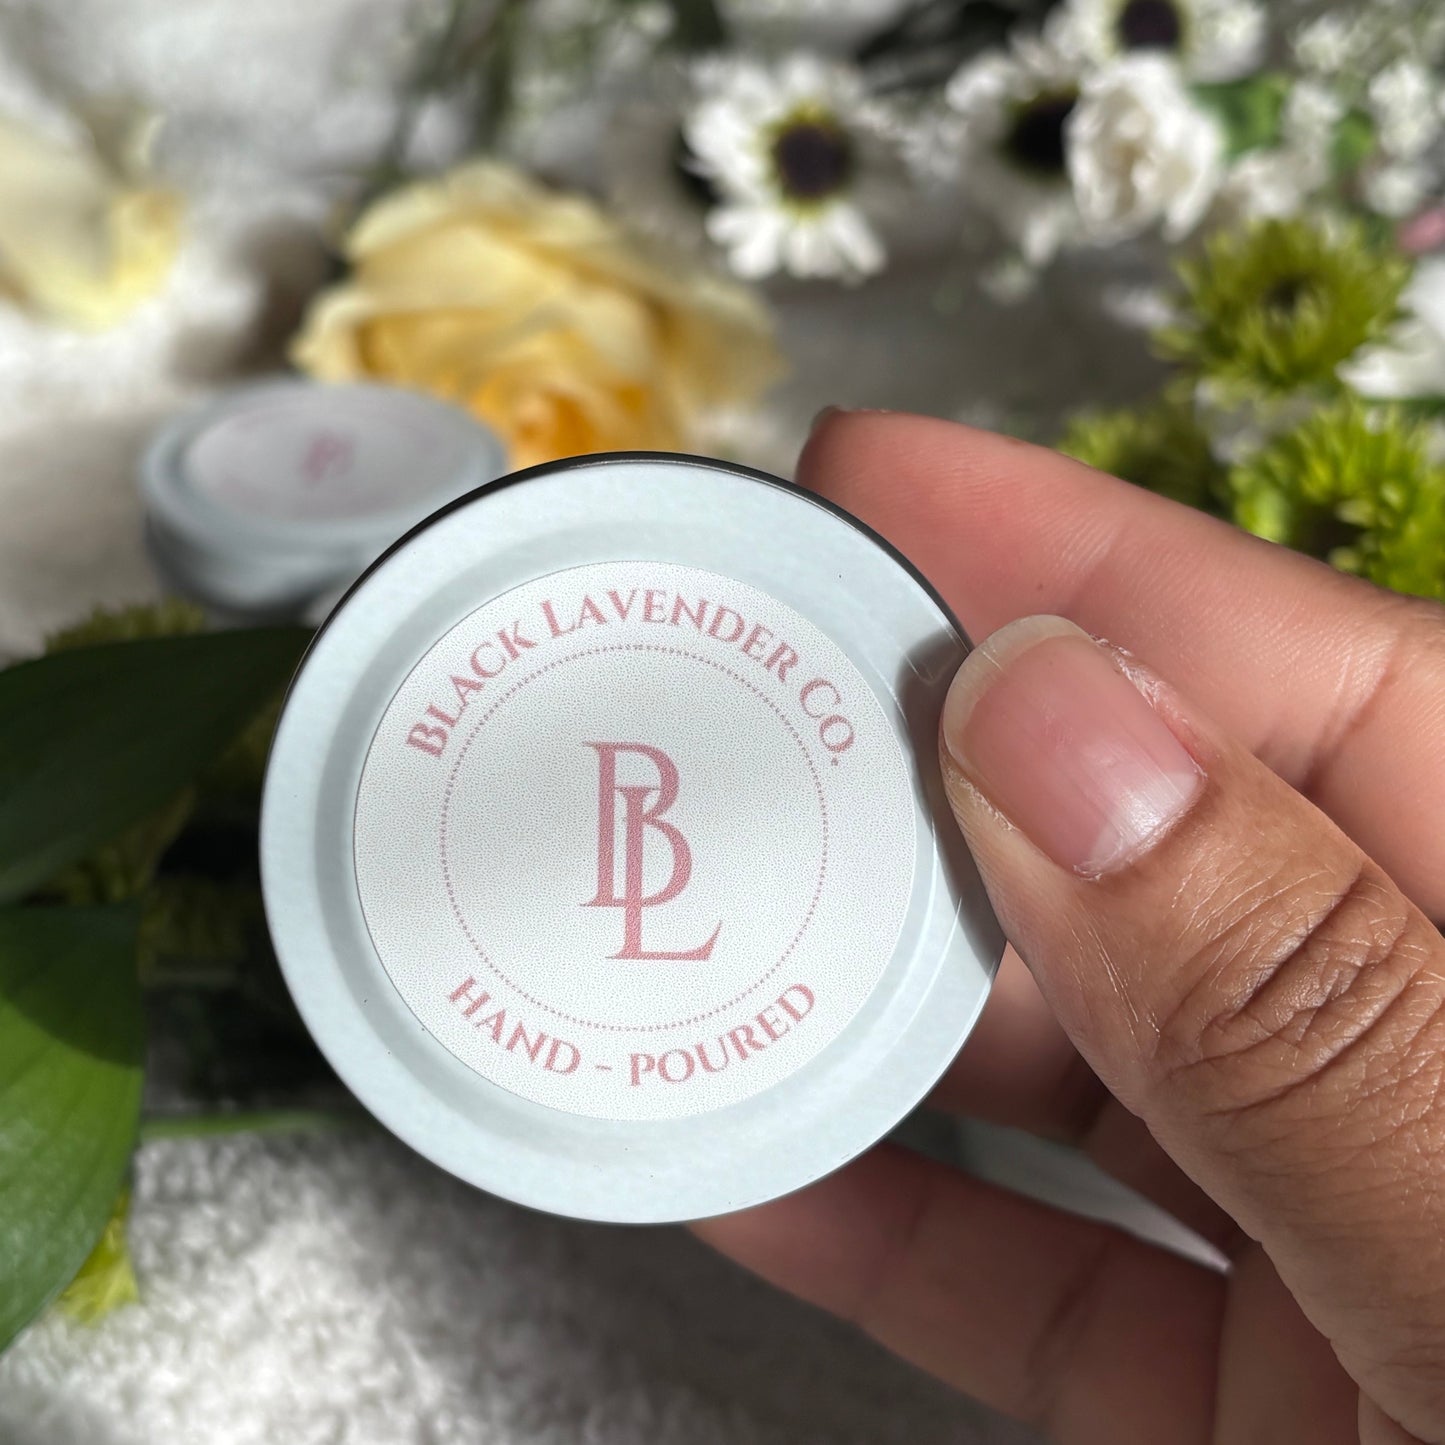 Black Lavender Co.
BL
Hand - Poured